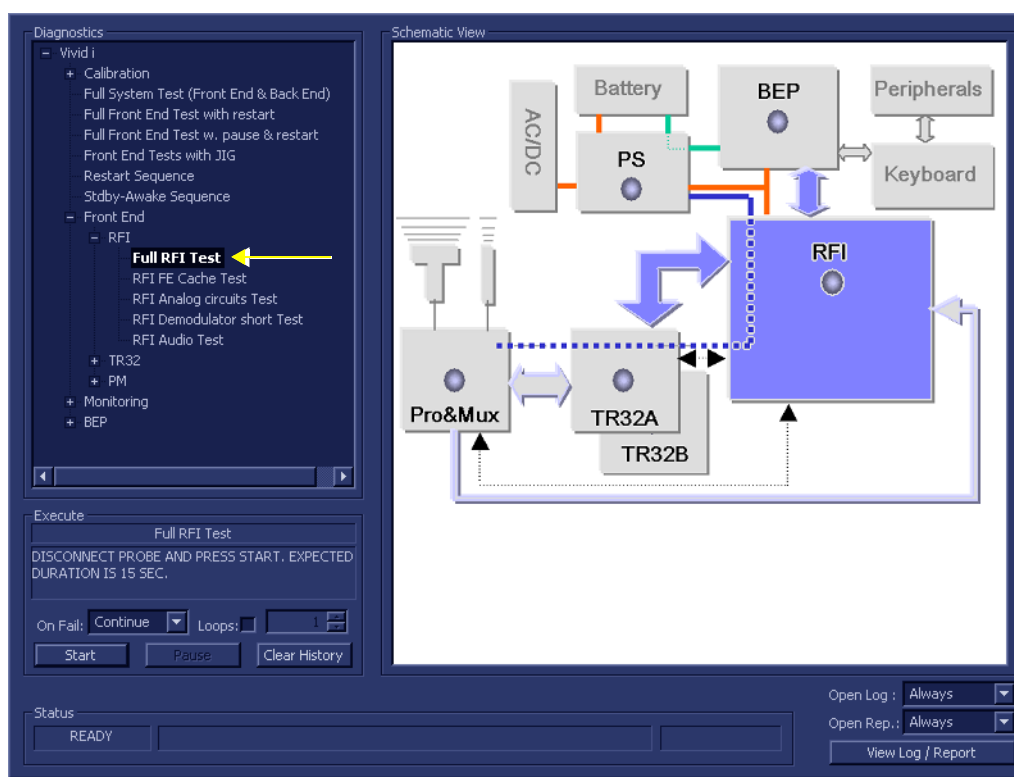 Diagnostics
Vivid i
Calibration
Full System Test (Front End & Back End)
Full Front End Test with restart
Full Front End Test w. pause & restart
Front End Tests with JIG
Restart Sequence
Stdby-Awake Sequence
Front End
RFI
Full RFI Test
RFI FE Cache Test
RFI Analog circuits Test
RFI Demodulator short Test
RFI Audio Test
TR32
PM
Monitoring
BEP
Execute
Full RFI Test
DISCONNECT PROBE AND PRESS START. EXPECTED
DURATION IS 15 SEC.
On Fail: Continue Loops: 1
Start Pause Clear History
Schematic View
Battery
BEP
Peripherals
AC/DC
PS
Keyboard
RFI
Pro&Mux
TR32A
TR32B
Status
READY
Open Log : Always
Open Rep.: Always
View Log / Report